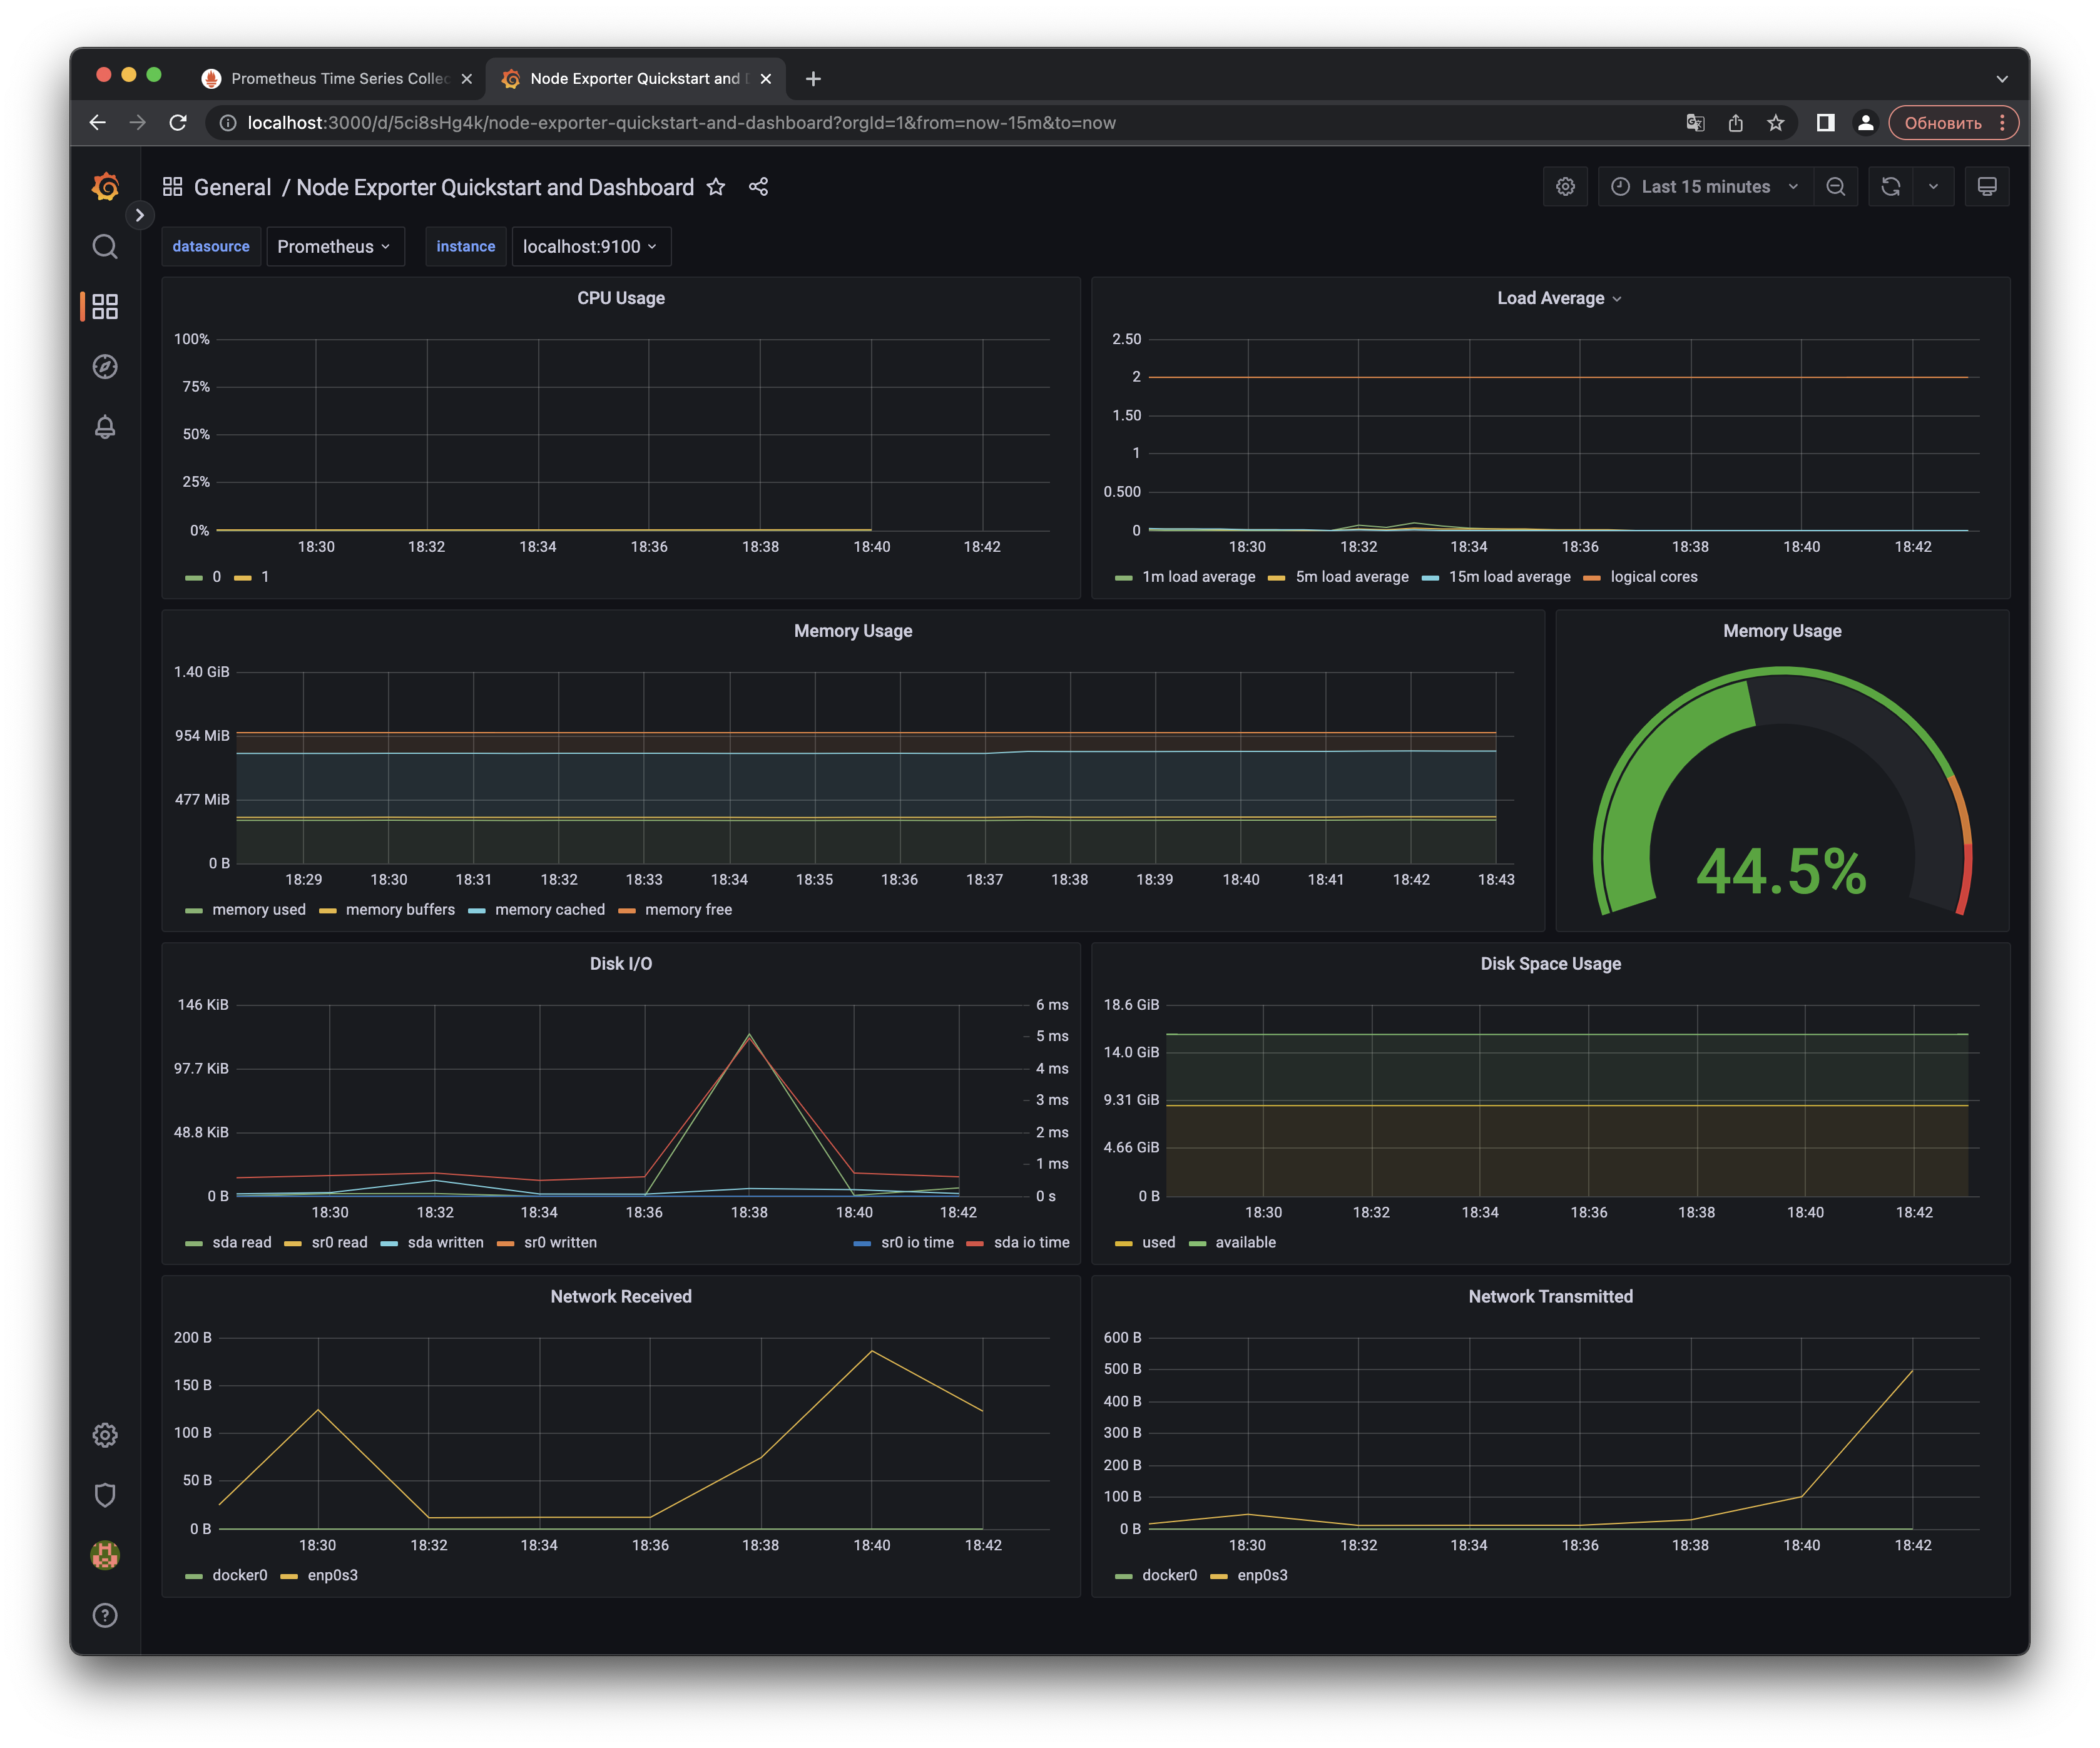 Prometheus Time Series Collec
Node Exporter Quickstart and D
localhost:3000/d/5ci8sHg4k/node-exporter-quickstart-and-dashboard?orgId=1&from=now-15m&to=now
Обновить
General / Node Exporter Quickstart and Dashboard
Last 15 minutes
datasource Prometheus instance localhost:9100
CPU Usage
100%
75%
50%
25%
0%
18:30 18:32 18:34 18:36 18:38 18:40 18:42
0 1
Load Average
2.50
2
1.50
1
0.500
0
18:30 18:32 18:34 18:36 18:38 18:40 18:42
1m load average 5m load average 15m load average logical cores
Memory Usage
1.40 GiB
954 MiB
477 MiB
0 B
18:29 18:30 18:31 18:32 18:33 18:34 18:35 18:36 18:37 18:38 18:39 18:40 18:41 18:42 18:43
memory used memory buffers memory cached memory free
Memory Usage
44.5%
Disk I/O
146 KiB
97.7 KiB
48.8 KiB
0 B
6 ms
5 ms
4 ms
3 ms
2 ms
1 ms
0 s
18:30 18:32 18:34 18:36 18:38 18:40 18:42
sda read sr0 read sda written sr0 written sr0 io time sda io time
Disk Space Usage
18.6 GiB
14.0 GiB
9.31 GiB
4.66 GiB
0 B
18:30 18:32 18:34 18:36 18:38 18:40 18:42
used available
Network Received
200 B
150 B
100 B
50 B
0 B
18:30 18:32 18:34 18:36 18:38 18:40 18:42
docker0 enp0s3
Network Transmitted
600 B
500 B
400 B
300 B
200 B
100 B
0 B
18:30 18:32 18:34 18:36 18:38 18:40 18:42
docker0 enp0s3